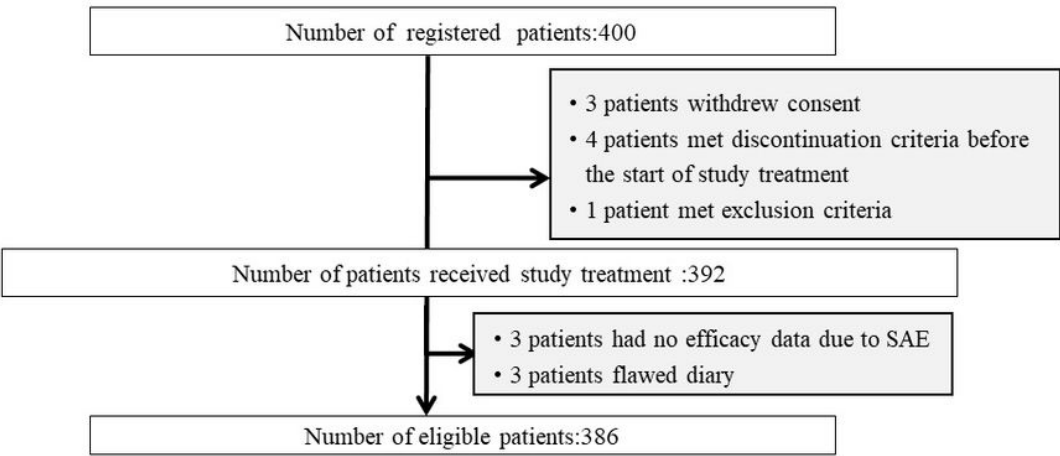 Number of registered patients:400
• 3 patients withdrew consent
• 4 patients met discontinuation criteria before
the start of study treatment
• 1 patient met exclusion criteria
Number of patients received study treatment :392
• 3 patients had no efficacy data due to SAE
• 3 patients flawed diary
Number of eligible patients:386